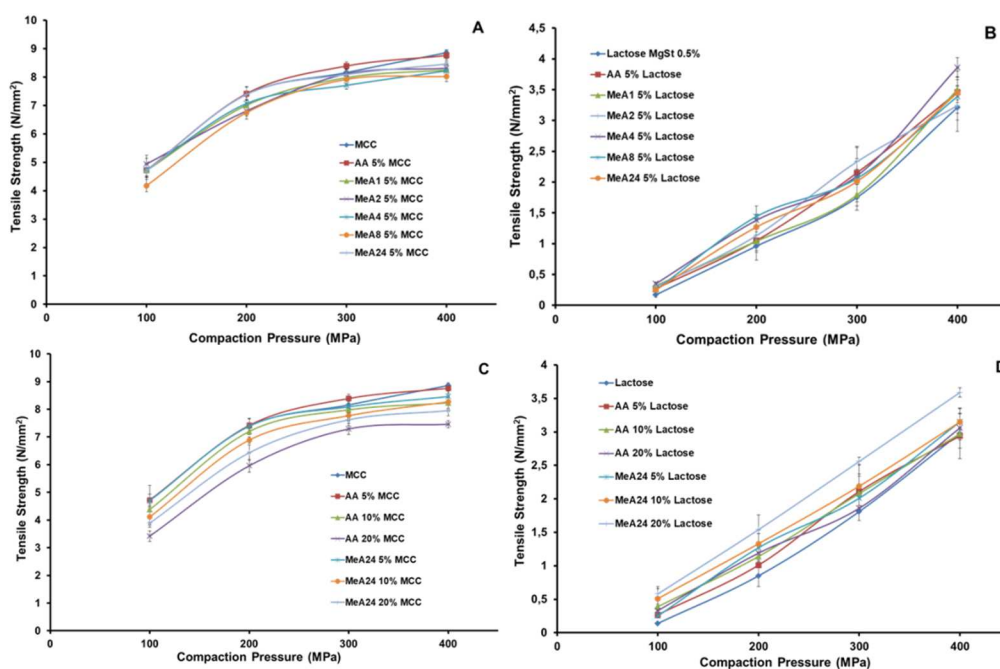 A
Tensile Strength (N/mm²)
10
9
8
7
6
5
4
3
2
1
0
100
200
300
400
Compaction Pressure (MPa)
MCC
AA 5% MCC
MeA1 5% MCC
MeA2 5% MCC
MeA4 5% MCC
MeA8 5% MCC
MeA24 5% MCC
B
Tensile Strength (N/mm²)
4,5
4
3,5
3
2,5
2
1,5
1
0,5
0
100
200
300
400
Compaction Pressure (MPa)
Lactose MgSt 0.5%
AA 5% Lactose
MeA1 5% Lactose
MeA2 5% Lactose
MeA4 5% Lactose
MeA8 5% Lactose
MeA24 5% Lactose
C
Tensile Strength (N/mm²)
10
9
8
7
6
5
4
3
2
1
0
100
200
300
400
Compaction Pressure (MPa)
MCC
AA 5% MCC
AA 10% MCC
AA 20% MCC
MeA24 5% MCC
MeA24 10% MCC
MeA24 20% MCC
D
Tensile Strength (N/mm²)
4
3,5
3
2,5
2
1,5
1
0,5
0
100
200
300
400
Compaction Pressure (MPa)
Lactose
AA 5% Lactose
AA 10% Lactose
AA 20% Lactose
MeA24 5% Lactose
MeA24 10% Lactose
MeA24 20% Lactose